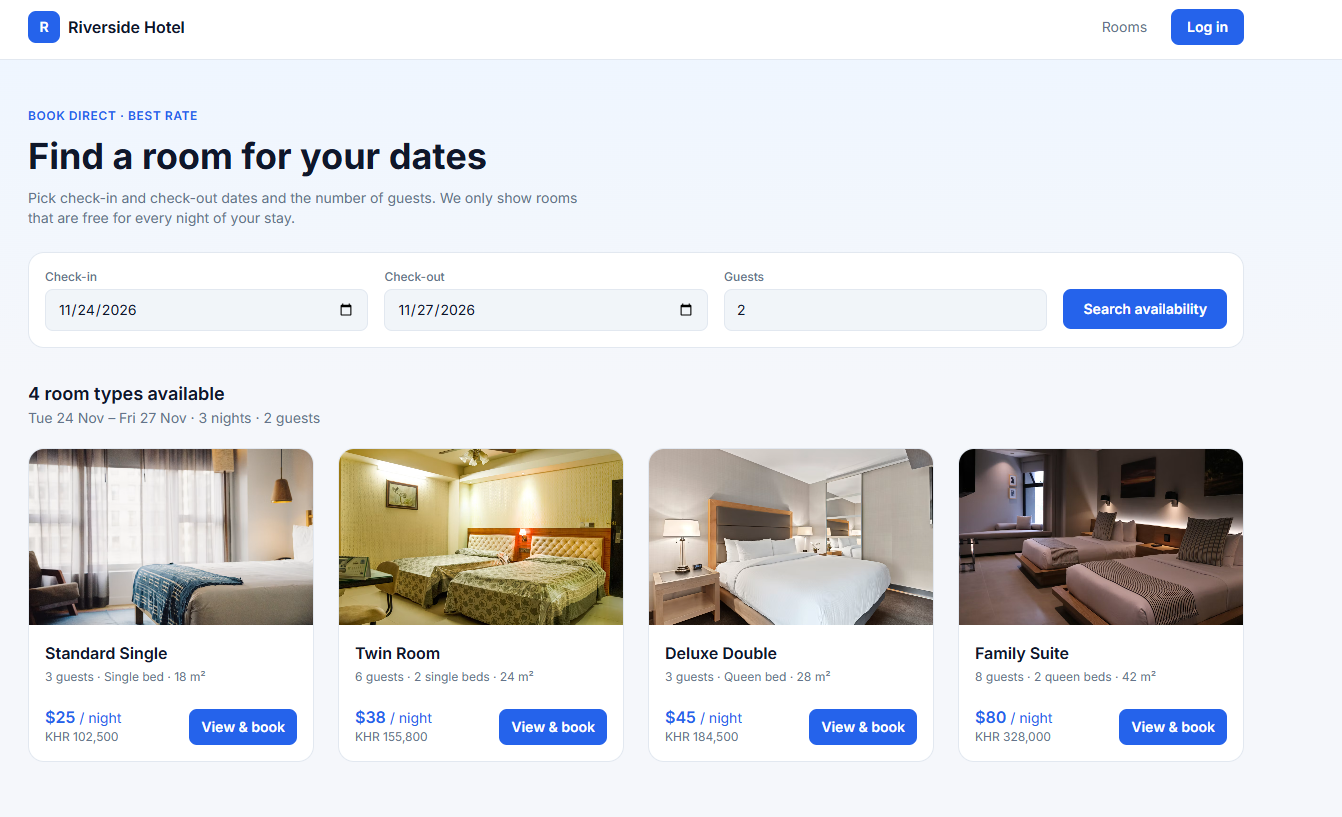 R Riverside Hotel Rooms Log in
BOOK DIRECT · BEST RATE
Find a room for your dates
Pick check-in and check-out dates and the number of guests. We only show rooms
that are free for every night of your stay.
Check-in Check-out Guests
11/24/2026 11/27/2026 2 Search availability
4 room types available
Tue 24 Nov – Fri 27 Nov · 3 nights · 2 guests
Standard Single
3 guests · Single bed · 18 m²
$25 / night
KHR 102,500
View & book
Twin Room
6 guests · 2 single beds · 24 m²
$38 / night
KHR 155,800
View & book
Deluxe Double
3 guests · Queen bed · 28 m²
$45 / night
KHR 184,500
View & book
Family Suite
8 guests · 2 queen beds · 42 m²
$80 / night
KHR 328,000
View & book